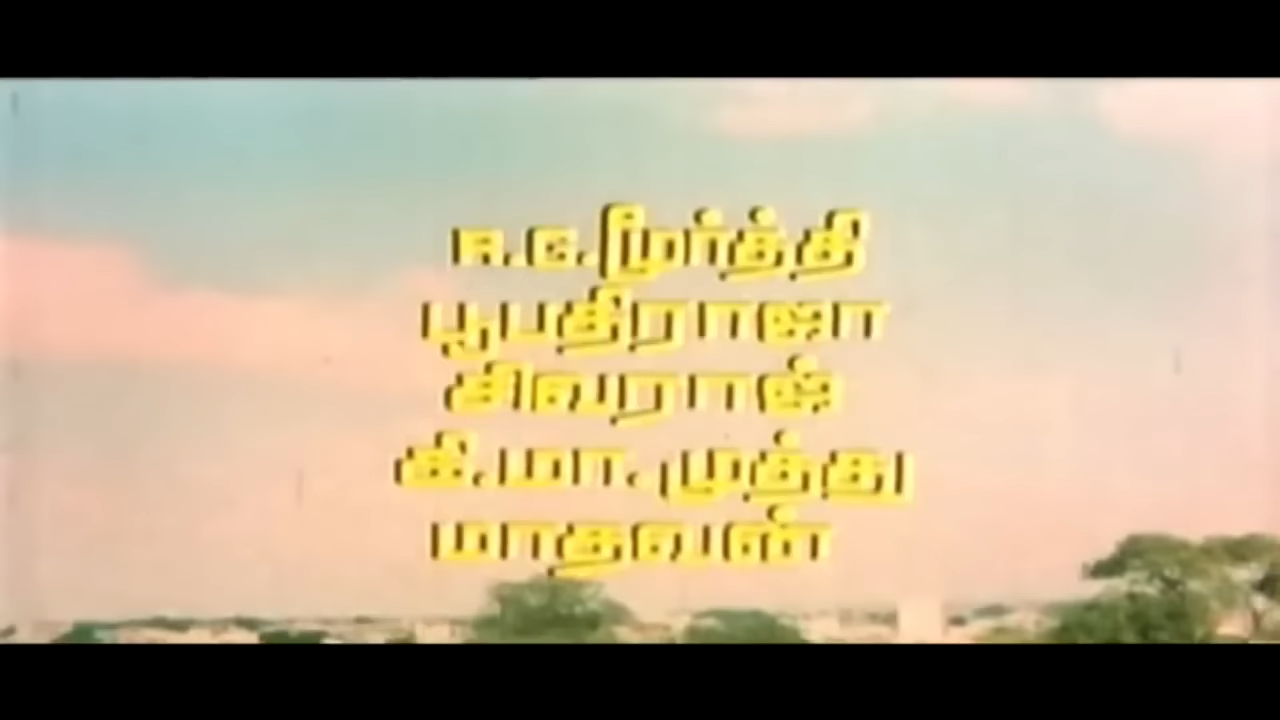 ஈ.டி.மூர்த்தி
பூபதிராஜா
சிவராஜ்
கி.மா. முத்து
மாதவன்